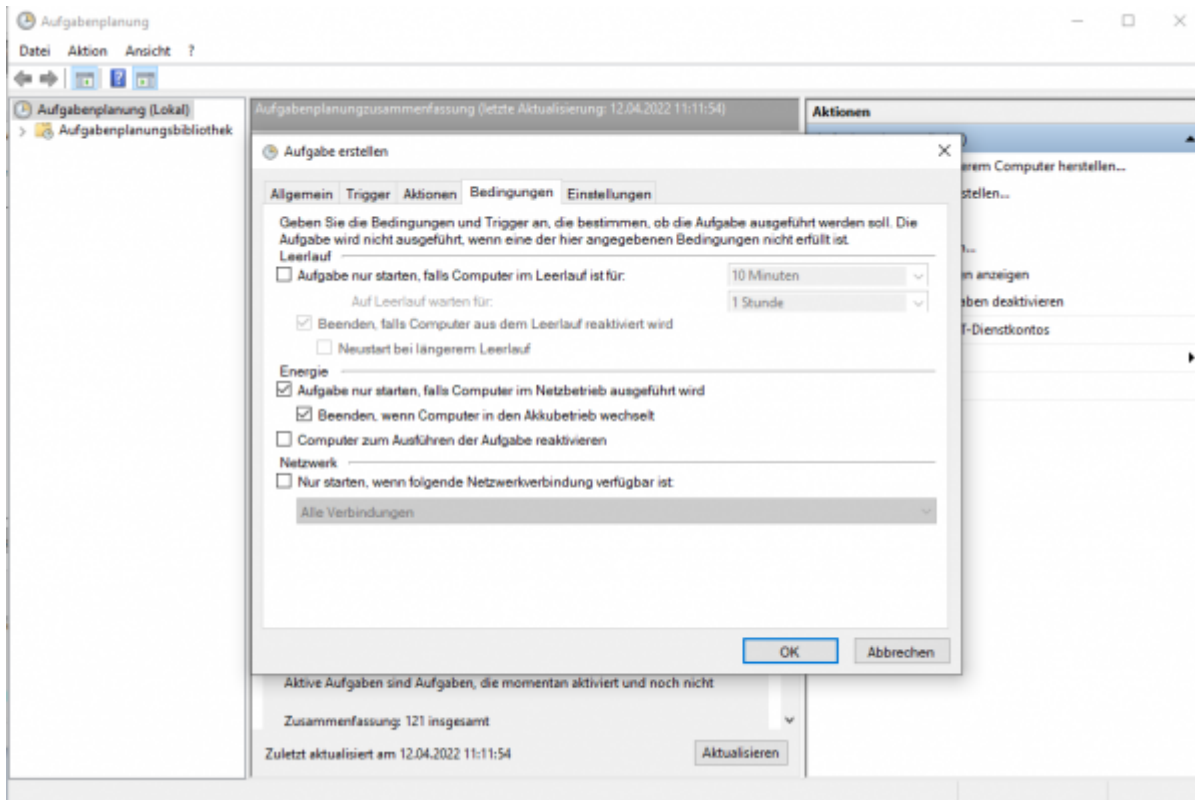 Aufgabenplanung
Datei Aktion Ansicht ?
Aufgabenplanung (Lokal)
Aufgabenplanungsbibliothek
Aufgabenplanungzusammenfassung (letzte Aktualisierung: 12.04.2022 11:11:54)
Aktionen
Aufgabe erstellen
Allgemein Trigger Aktionen Bedingungen Einstellungen
Geben Sie die Bedingungen und Trigger an, die bestimmen, ob die Aufgabe ausgeführt werden soll. Die
Aufgabe wird nicht ausgeführt, wenn eine der hier angegebenen Bedingungen nicht erfüllt ist.
Leerlauf
Aufgabe nur starten, falls Computer im Leerlauf ist für: 10 Minuten
Auf Leerlauf warten für: 1 Stunde
Beenden, falls Computer aus dem Leerlauf reaktiviert wird
Neustart bei längerem Leerlauf
Energie
Aufgabe nur starten, falls Computer im Netzbetrieb ausgeführt wird
Beenden, wenn Computer in den Akkubetrieb wechselt
Computer zum Ausführen der Aufgabe reaktivieren
Netzwerk
Nur starten, wenn folgende Netzwerkverbindung verfügbar ist:
Alle Verbindungen
OK Abbrechen
erem Computer herstellen...
stellen...
n...
en anzeigen
aben deaktivieren
T-Dienstkontos
Aktive Aufgaben sind Aufgaben, die momentan aktiviert und noch nicht
Zusammenfassung: 121 insgesamt
Zuletzt aktualisiert am 12.04.2022 11:11:54 Aktualisieren